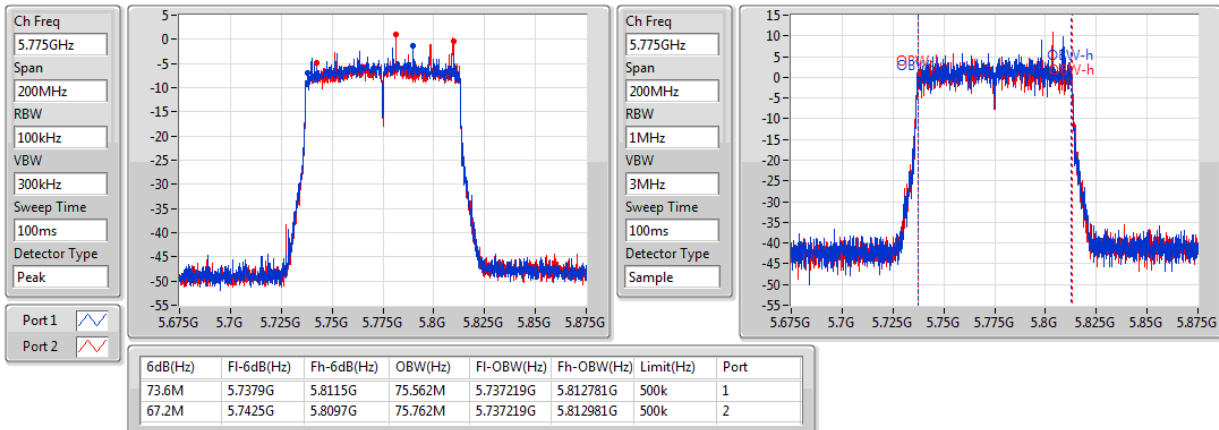 Ch Freq
5.775GHz
Span
200MHz
RBW
100kHz
VBW
300kHz
Sweep Time
100ms
Detector Type
Peak
Port 1
Port 2
5-
0-
-5-
-10-
-15-
-20-
-25-
-30-
-35-
-40-
-45-
-50-
-55-
5.675G 5.7G 5.725G 5.75G 5.775G 5.8G 5.825G 5.85G 5.875G
Ch Freq
5.775GHz
Span
200MHz
RBW
1MHz
VBW
3MHz
Sweep Time
100ms
Detector Type
Sample
15-
10-
5-
0-
-5-
-10-
-15-
-20-
-25-
-30-
-35-
-40-
-45-
-50-
-55-
OBW-h
OBW-h
5.675G 5.7G 5.725G 5.75G 5.775G 5.8G 5.825G 5.85G 5.875G
6dB(Hz) Fl-6dB(Hz) Fh-6dB(Hz) OBW(Hz) Fl-OBW(Hz) Fh-OBW(Hz) Limit(Hz) Port
73.6M 5.7379G 5.8115G 75.562M 5.737219G 5.812781G 500k 1
67.2M 5.7425G 5.8097G 75.762M 5.737219G 5.812981G 500k 2